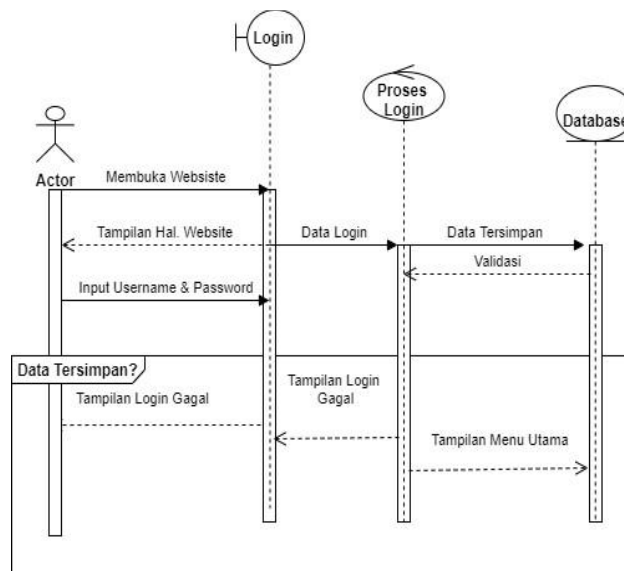 Login
Proses
Login
Database
Actor
Membuka Websiste
Tampilan Hal. Website
Data Login
Data Tersimpan
Validasi
Input Username & Password
Data Tersimpan?
Tampilan Login Gagal
Tampilan Login
Gagal
Tampilan Menu Utama